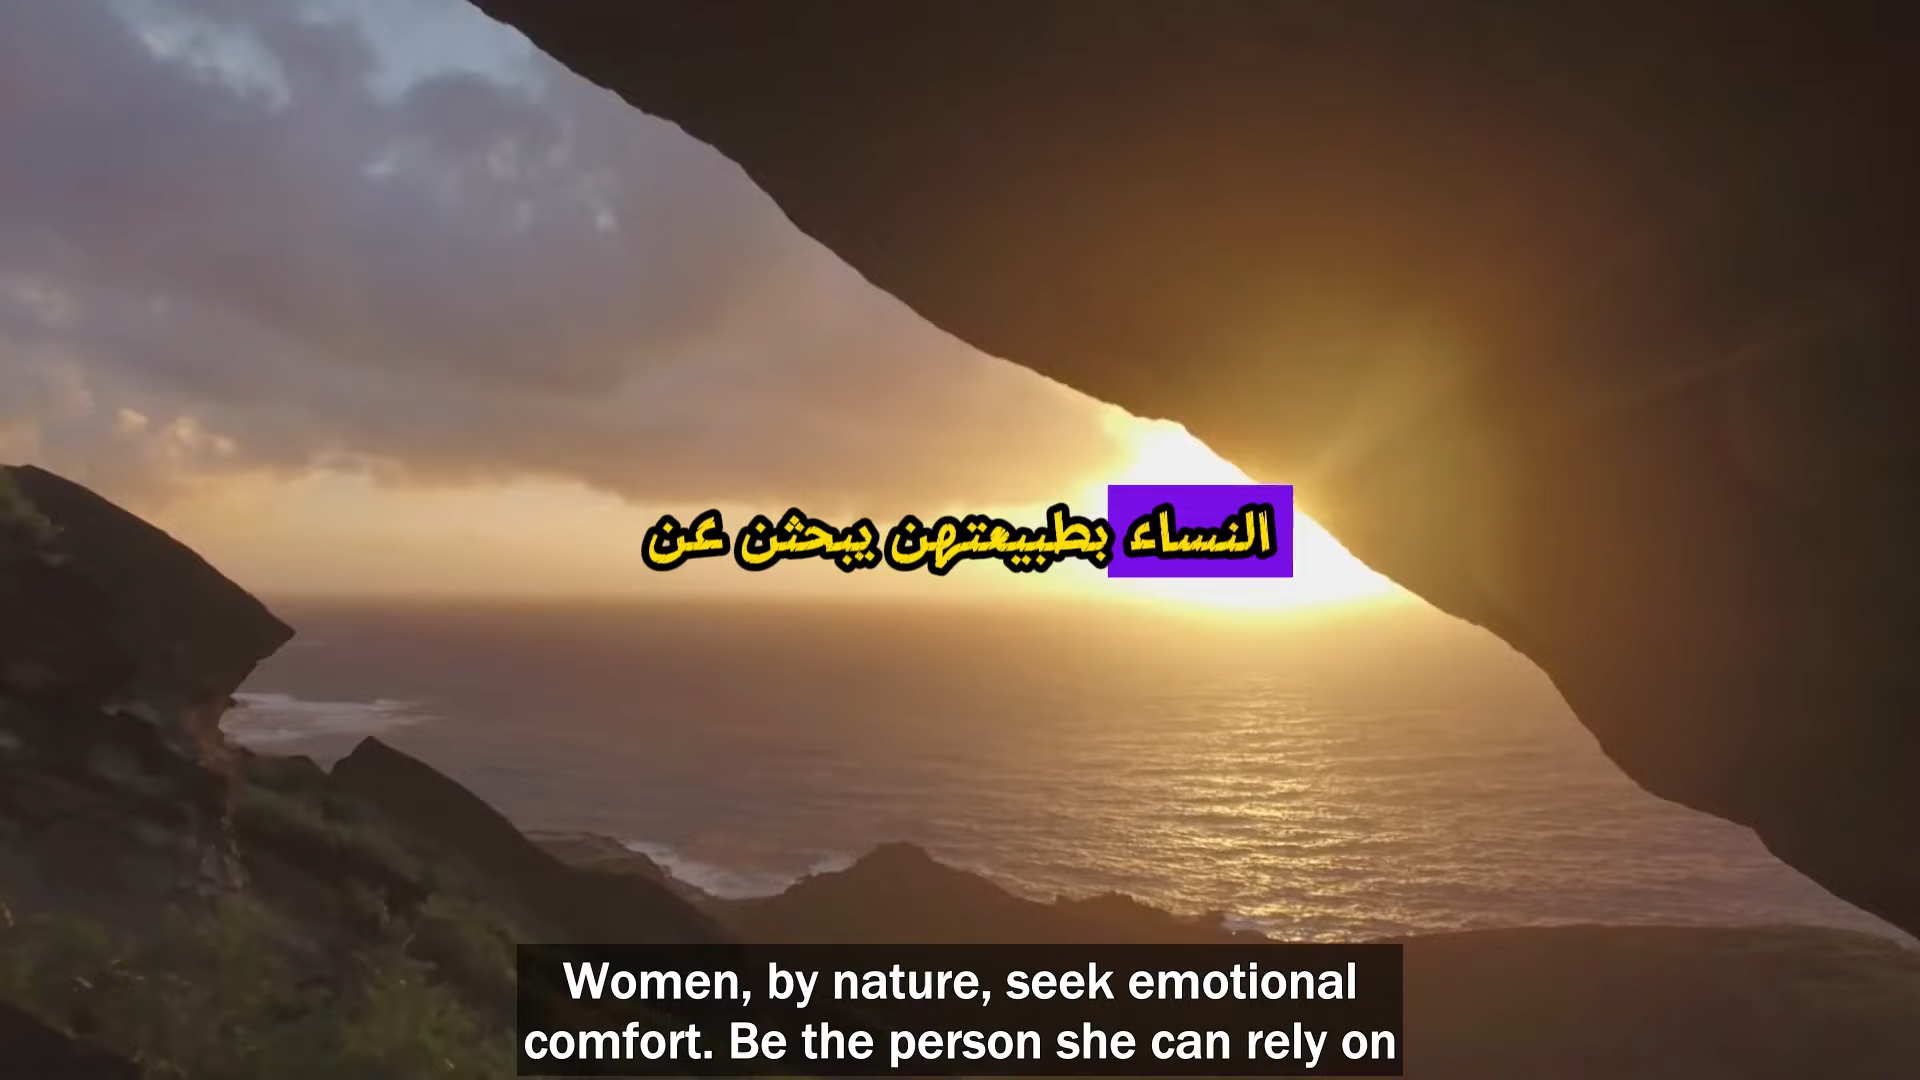 النساء بطبيعتهن يبحثن عن
Women, by nature, seek emotional
comfort. Be the person she can rely on